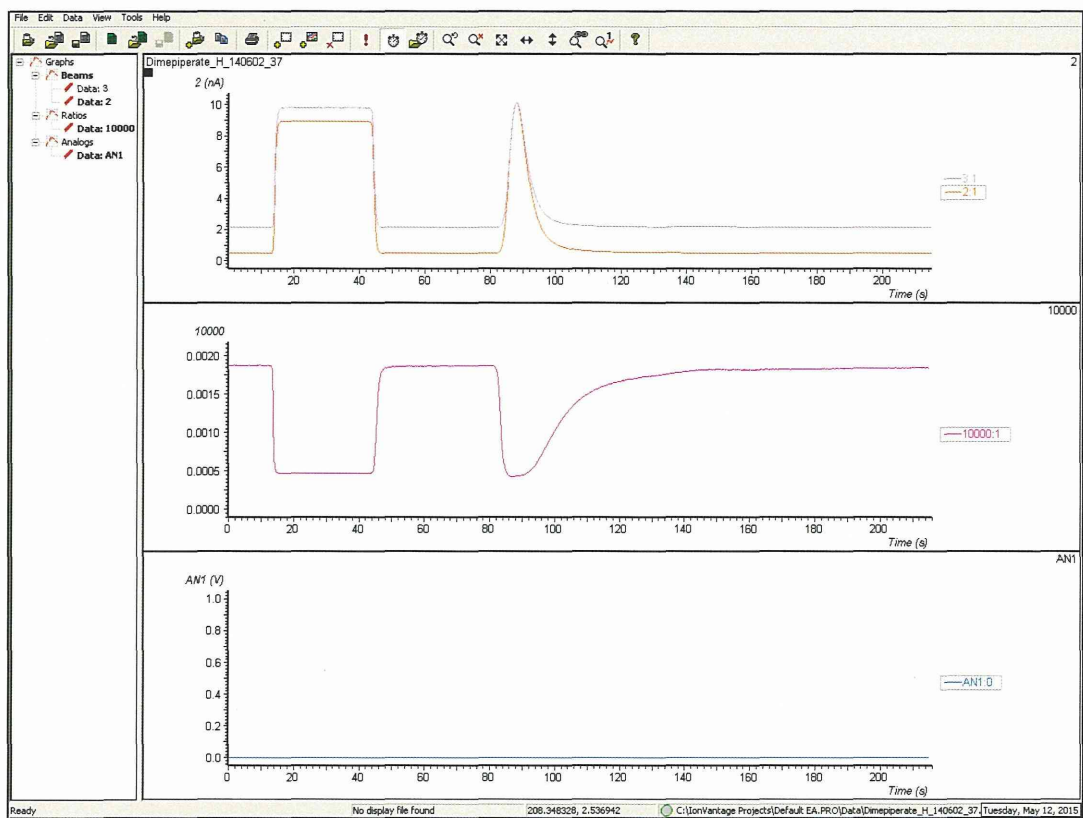 File Edit Data View Tools Help
Graphs
Beams
Data: 3
Data: 2
Ratios
Data: 10000
Analogs
Data: AN1
Dimepiperate_H_140602_37
2
2 (nA)
10
8
6
4
2
0
20 40 60 80 100 120 140 160 180 200
Time (s)
3:1
2:1
10000
10000
0.0020
0.0015
0.0010
0.0005
0.0000
0 20 40 60 80 100 120 140 160 180 200
Time (s)
10000:1
AN1
AN1 (V)
1.0
0.8
0.6
0.4
0.2
0.0
0 20 40 60 80 100 120 140 160 180 200
Time (s)
AN1:0
Ready No display file found 208.348328, 2.536942 C:\IonVantage Projects\Default EA.PRO\Data\Dimepiperate_H_140602_37. Tuesday, May 12, 2015